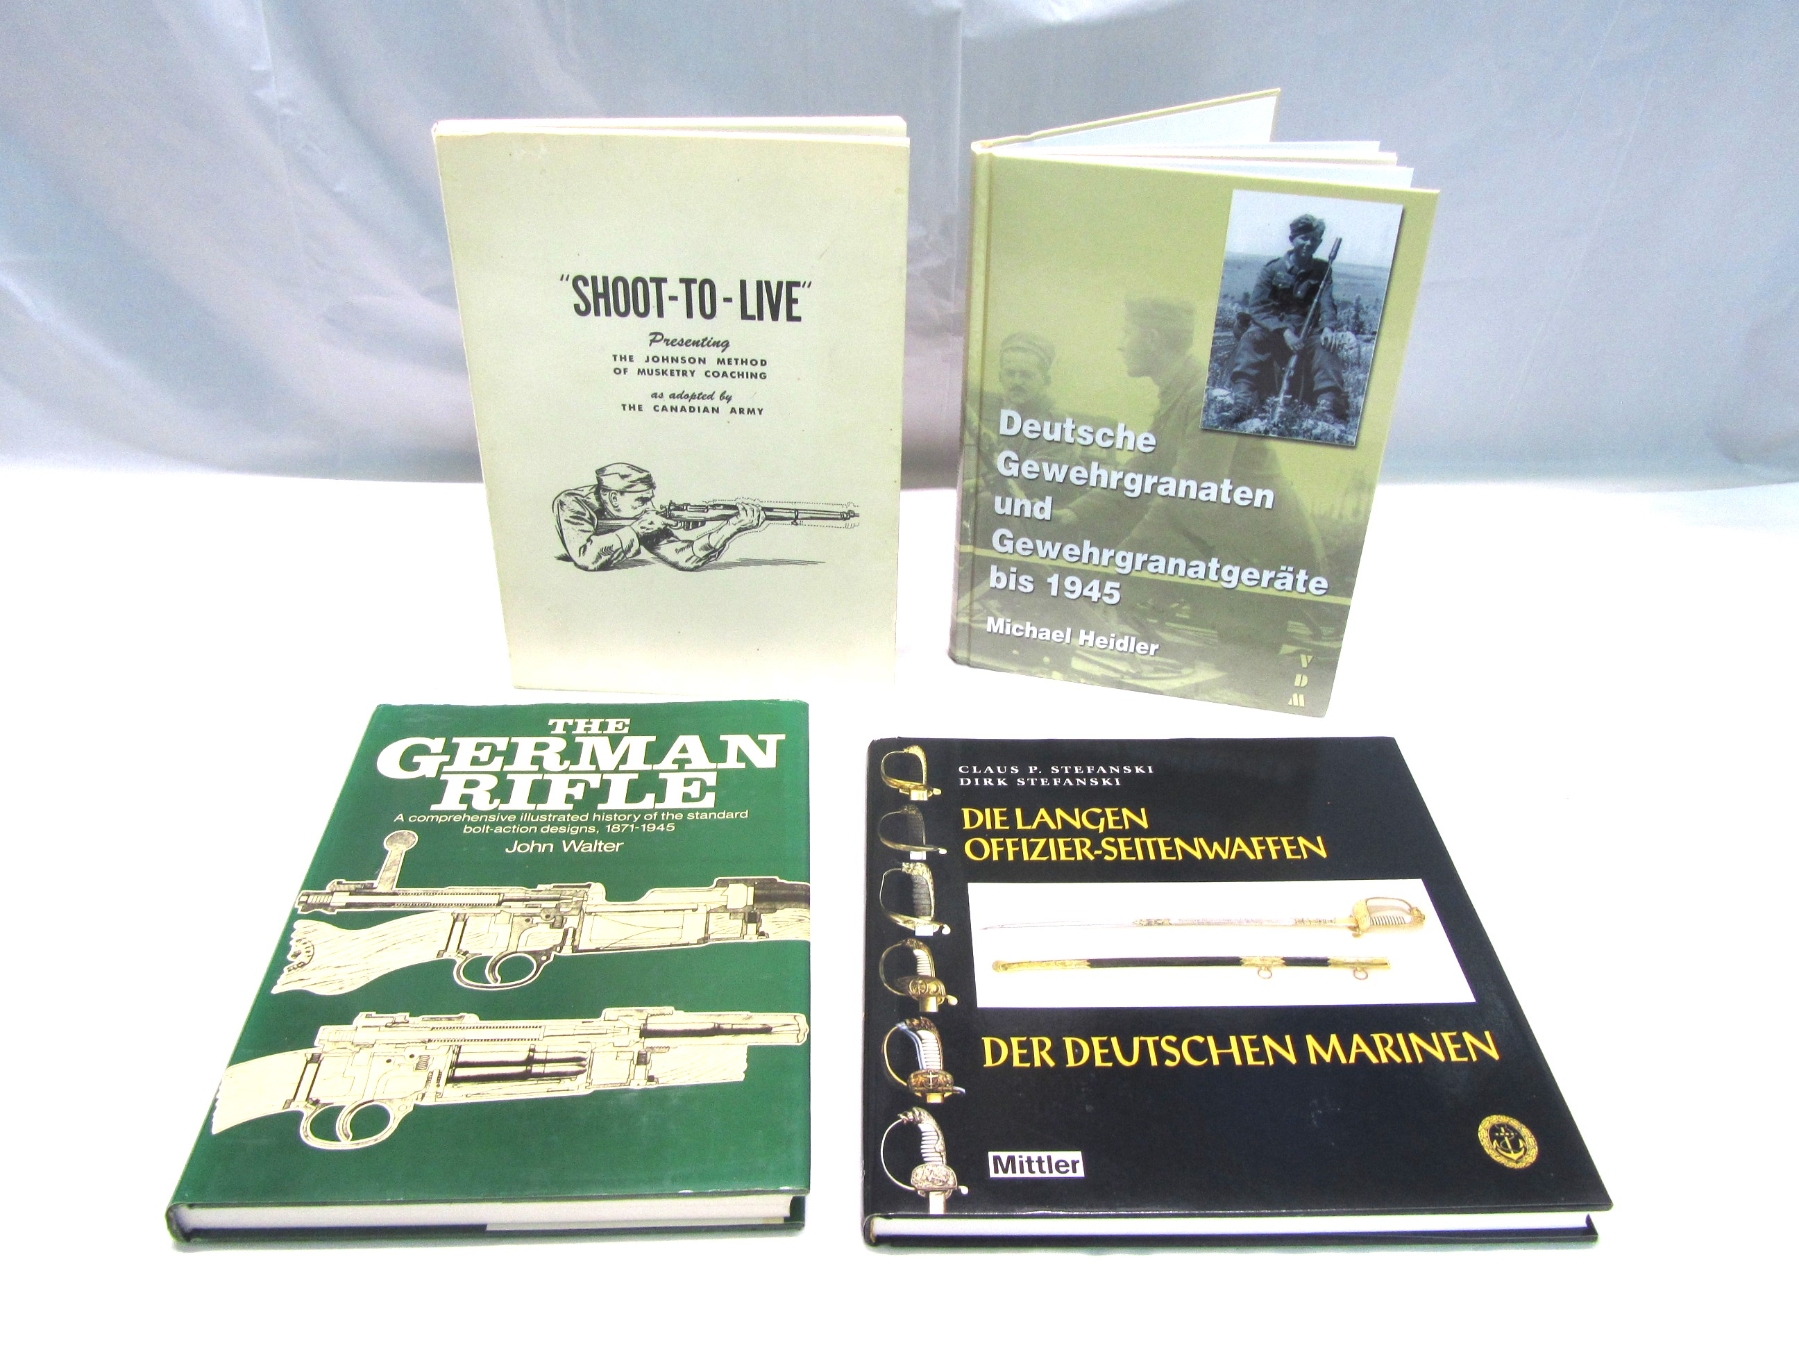 "SHOOT-TO-LIVE"
Presenting
THE JOHNSON METHOD
OF MUSKETRY COACHING
as adopted by
THE CANADIAN ARMY
Deutsche
Gewehrgranaten
und
Gewehrgranatgeräte
bis 1945
Michael Heidler
V
D
M
THE
GERMAN
RIFLE
A comprehensive illustrated history of the standard
bolt-action designs, 1871-1945
John Walter
CLAUS P. STEFANSKI
DIRK STEFANSKI
DIE LANGEN
OFFIZIER-SEITENWAFFEN
DER DEUTSCHEN MARINEN
Mittler